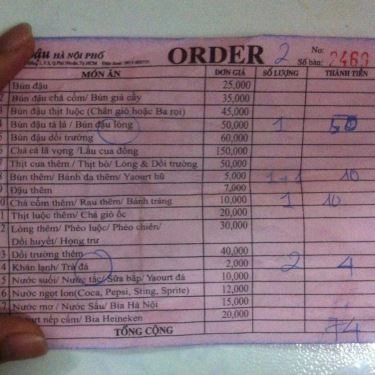 Đậu HÀ NỘI PHỐ ORDER 2 No: 2469
Số bàn:
MÓN ĂN ĐƠN GIÁ SỐ LƯỢNG THÀNH TIỀN
Bún đậu 25,000
Bún đậu chả cốm/ Bún giả cầy 35,000
Bún đậu thịt luộc (Chân giò hoặc Ba rọi) 45,000
Bún đậu tá lả / Bún đậu lòng 50,000 1 50
Bún đậu dồi trường 60,000
Chả cá lã vọng /Lẩu cua đồng 150,000
Thịt cua thêm / Thịt bò/ Lòng & Dồi trường 50,000
Bún thêm/ Bánh đa thêm/ Yaourt hũ 5,000 1+1 10
Đậu thêm 7,000
Chả cốm thêm/ Rau thêm/ Bánh tráng 10,000 1 10
Thịt luộc thêm/ Chả giò ốc 20,000
Lòng thêm/ Phèo luộc/ Phèo chiên/ 30,000
Dồi huyết/ Họng trư
Dồi trường thêm 40,000
Khăn lạnh/ Trà đá 2,000 2 4
Nước suối/ Nước tắc/ Sữa bắp/ Yaourt đá 10,000
Nước ngọt lon(Coca, Pepsi, Sting, Sprite) 12,000
Nước mơ / Nước Sấu/ Bia Hà Nội 15,000
nếp cẩm/ Bia Heineken 20,000
TỔNG CỘNG 74